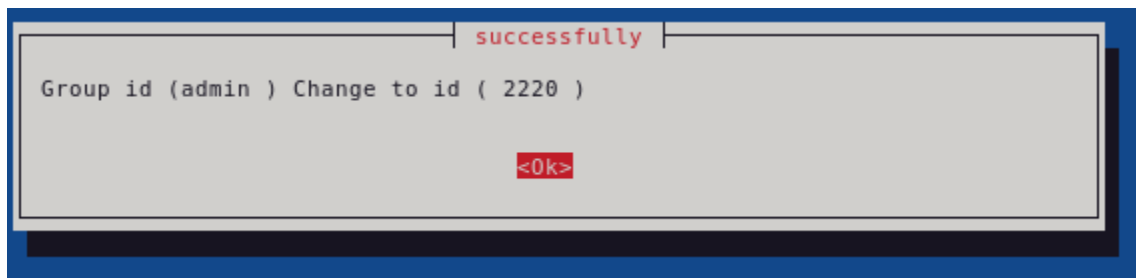 successfully
Group id (admin ) Change to id ( 2220 )
<Ok>